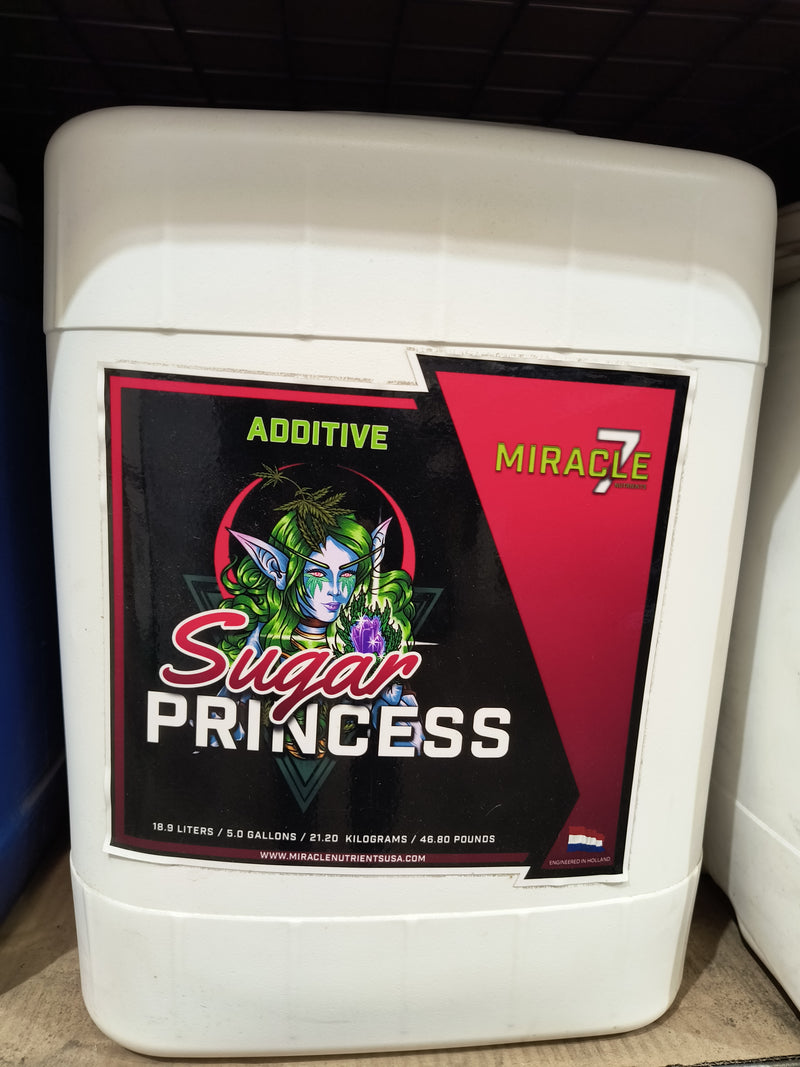 ADDITIVE
MIRACLE 7
NUTRIENTS
Sugar
PRINCESS
18.9 LITERS / 5.0 GALLONS / 21.20 KILOGRAMS / 46.80 POUNDS
WWW.MIRACLENUTRIENTSUSA.COM
ENGINEERED IN HOLLAND